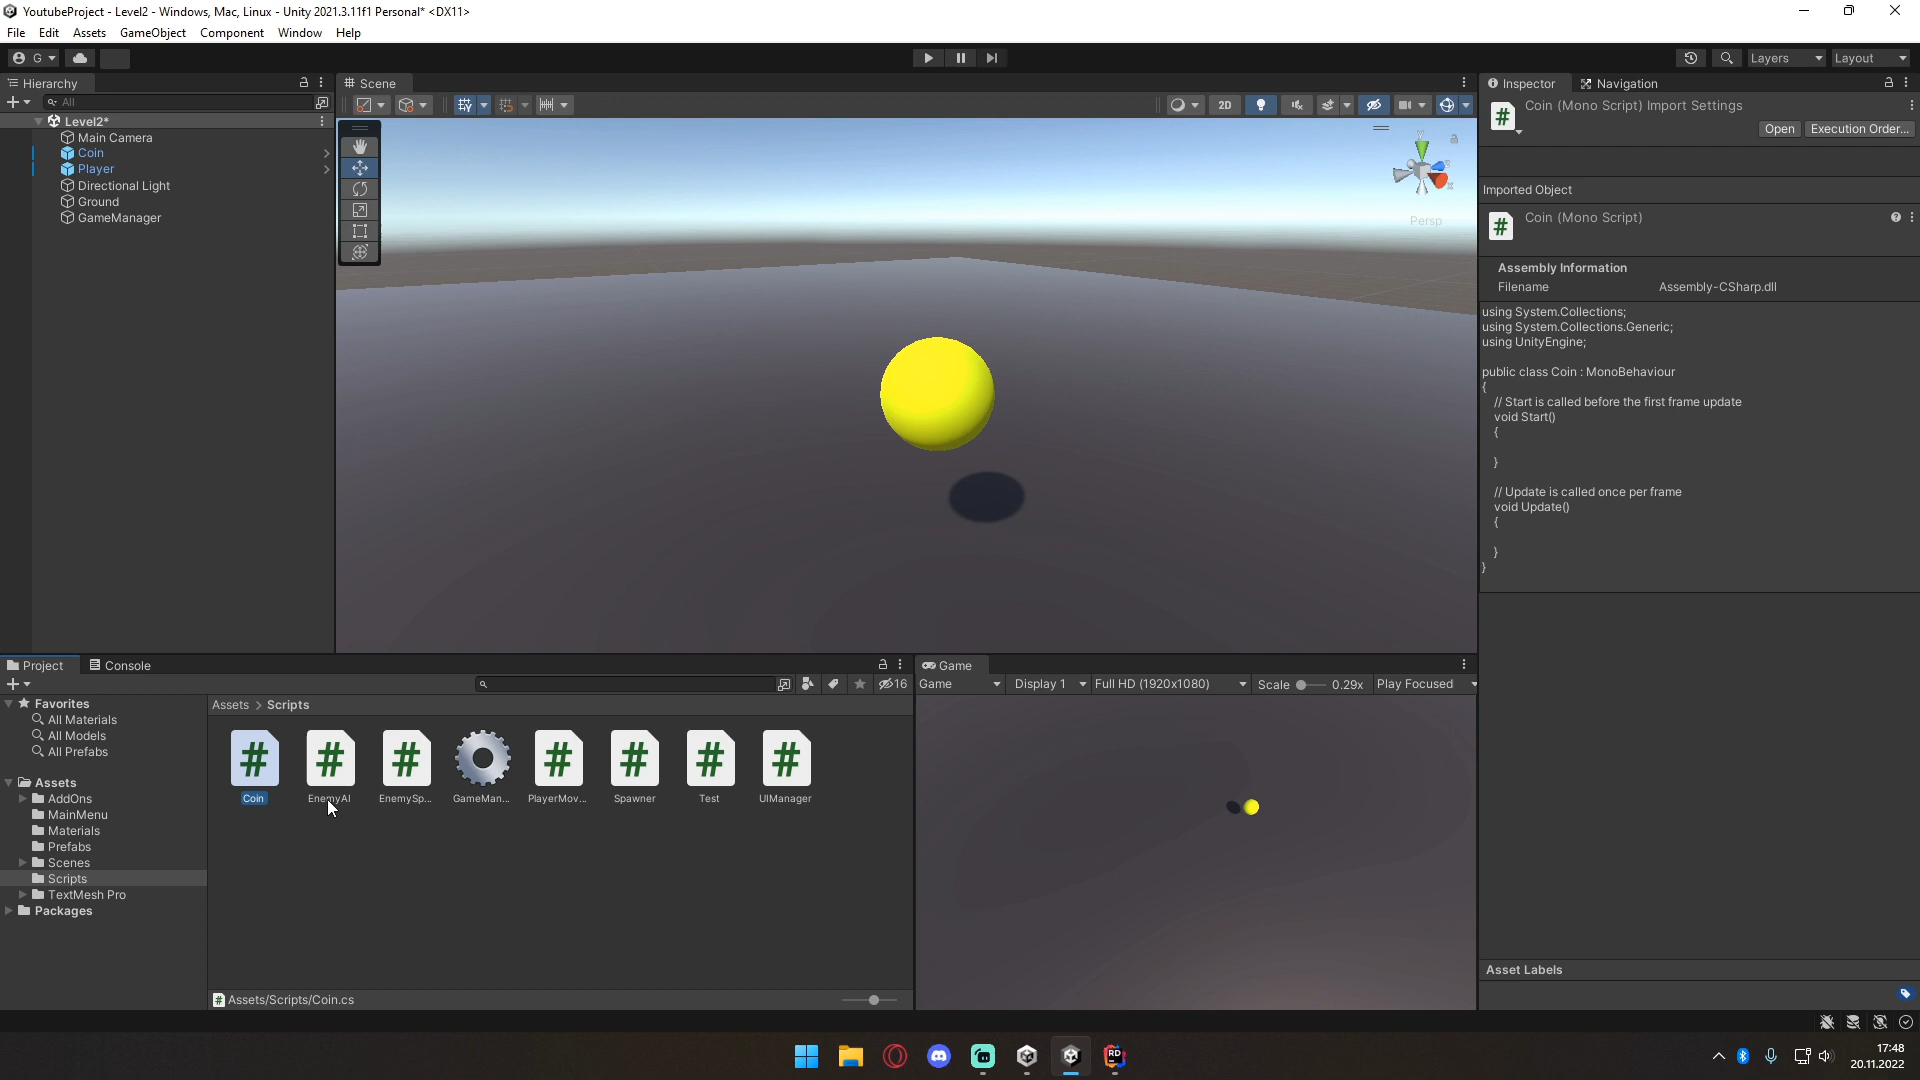 YoutubeProject - Level2 - Windows, Mac, Linux - Unity 2021.3.11f1 Personal* <DX11>
File Edit Assets GameObject Component Window Help
G
Layers
Layout
Hierarchy
All
Level2*
Main Camera
Coin
Player
Directional Light
Ground
GameManager
Scene
2D
Persp
Inspector
Navigation
Coin (Mono Script) Import Settings
Open
Execution Order...
Imported Object
Coin (Mono Script)
Assembly Information
Filename Assembly-CSharp.dll
using System.Collections;
using System.Collections.Generic;
using UnityEngine;
public class Coin : MonoBehaviour
{
// Start is called before the first frame update
void Start()
{
}
// Update is called once per frame
void Update()
{
}
}
Asset Labels
Project
Console
16
Favorites
All Materials
All Models
All Prefabs
Assets
AddOns
MainMenu
Materials
Prefabs
Scenes
Scripts
TextMesh Pro
Packages
Assets > Scripts
Coin
EnemyAI
EnemySp...
GameMan...
PlayerMov...
Spawner
Test
UIManager
Assets/Scripts/Coin.cs
Game
Game
Display 1
Full HD (1920x1080)
Scale
0.29x
Play Focused
RD
17:48
20.11.2022